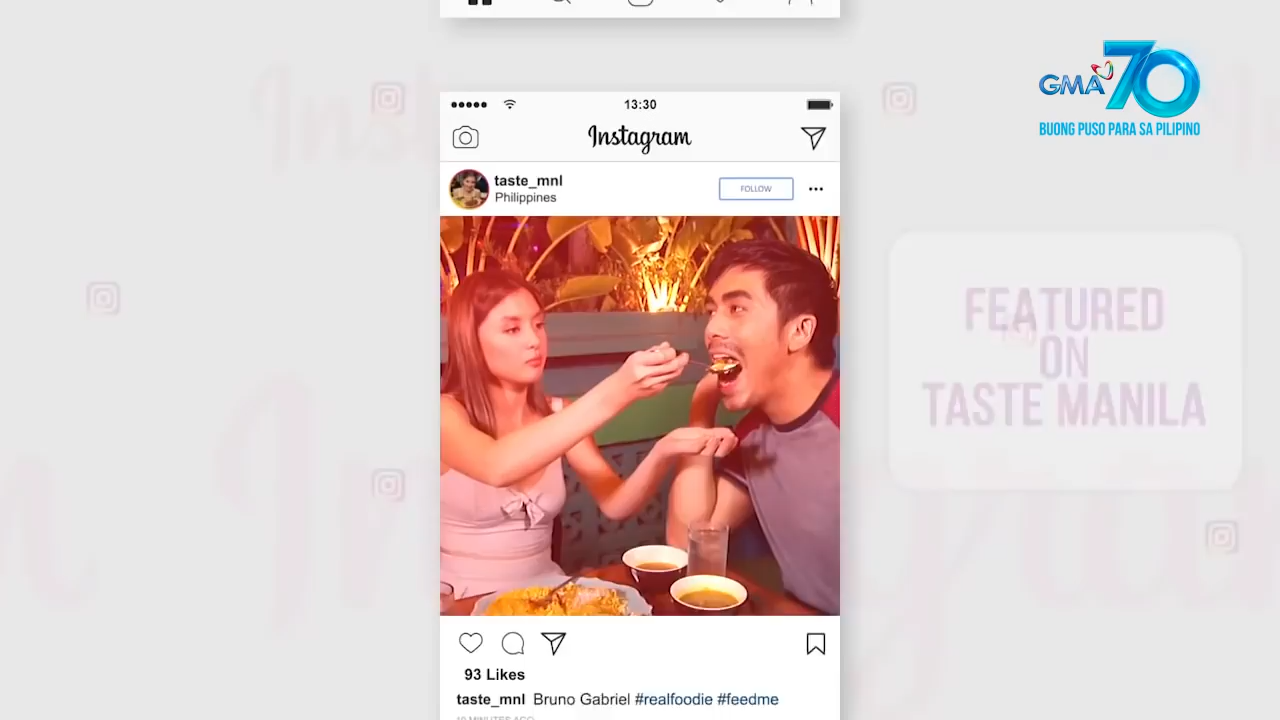 GMA 70
BUONG PUSO PARA SA PILIPINO
13:30
Instagram
taste_mnl
Philippines
FOLLOW
FEATURED
ON
TASTE MANILA
93 Likes
taste_mnl Bruno Gabriel #realfoodie #feedme